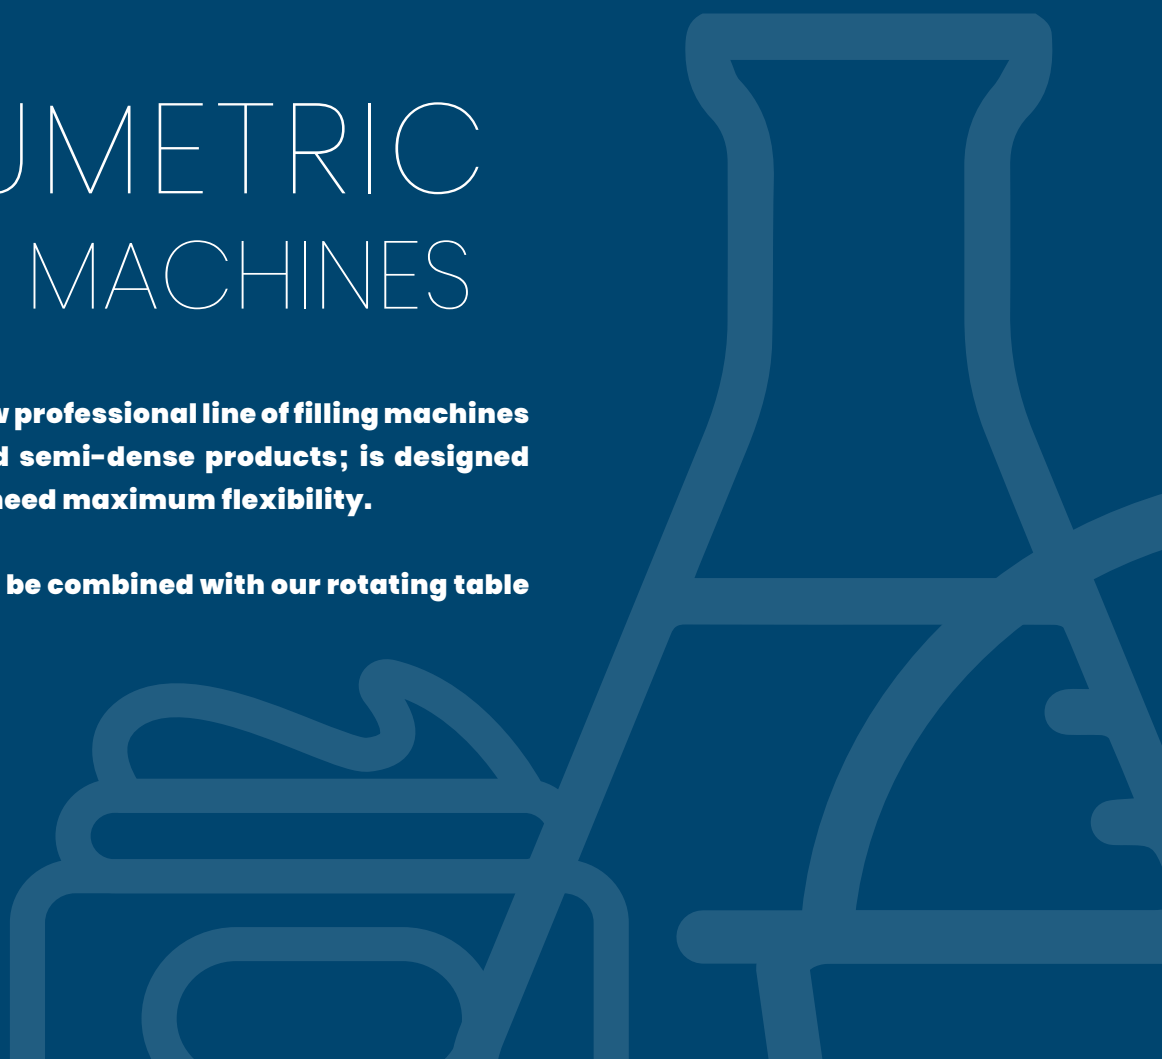 UMETRIC
MACHINES
w professional line of filling machines
d semi-dense products; is designed
need maximum flexibility.
be combined with our rotating table